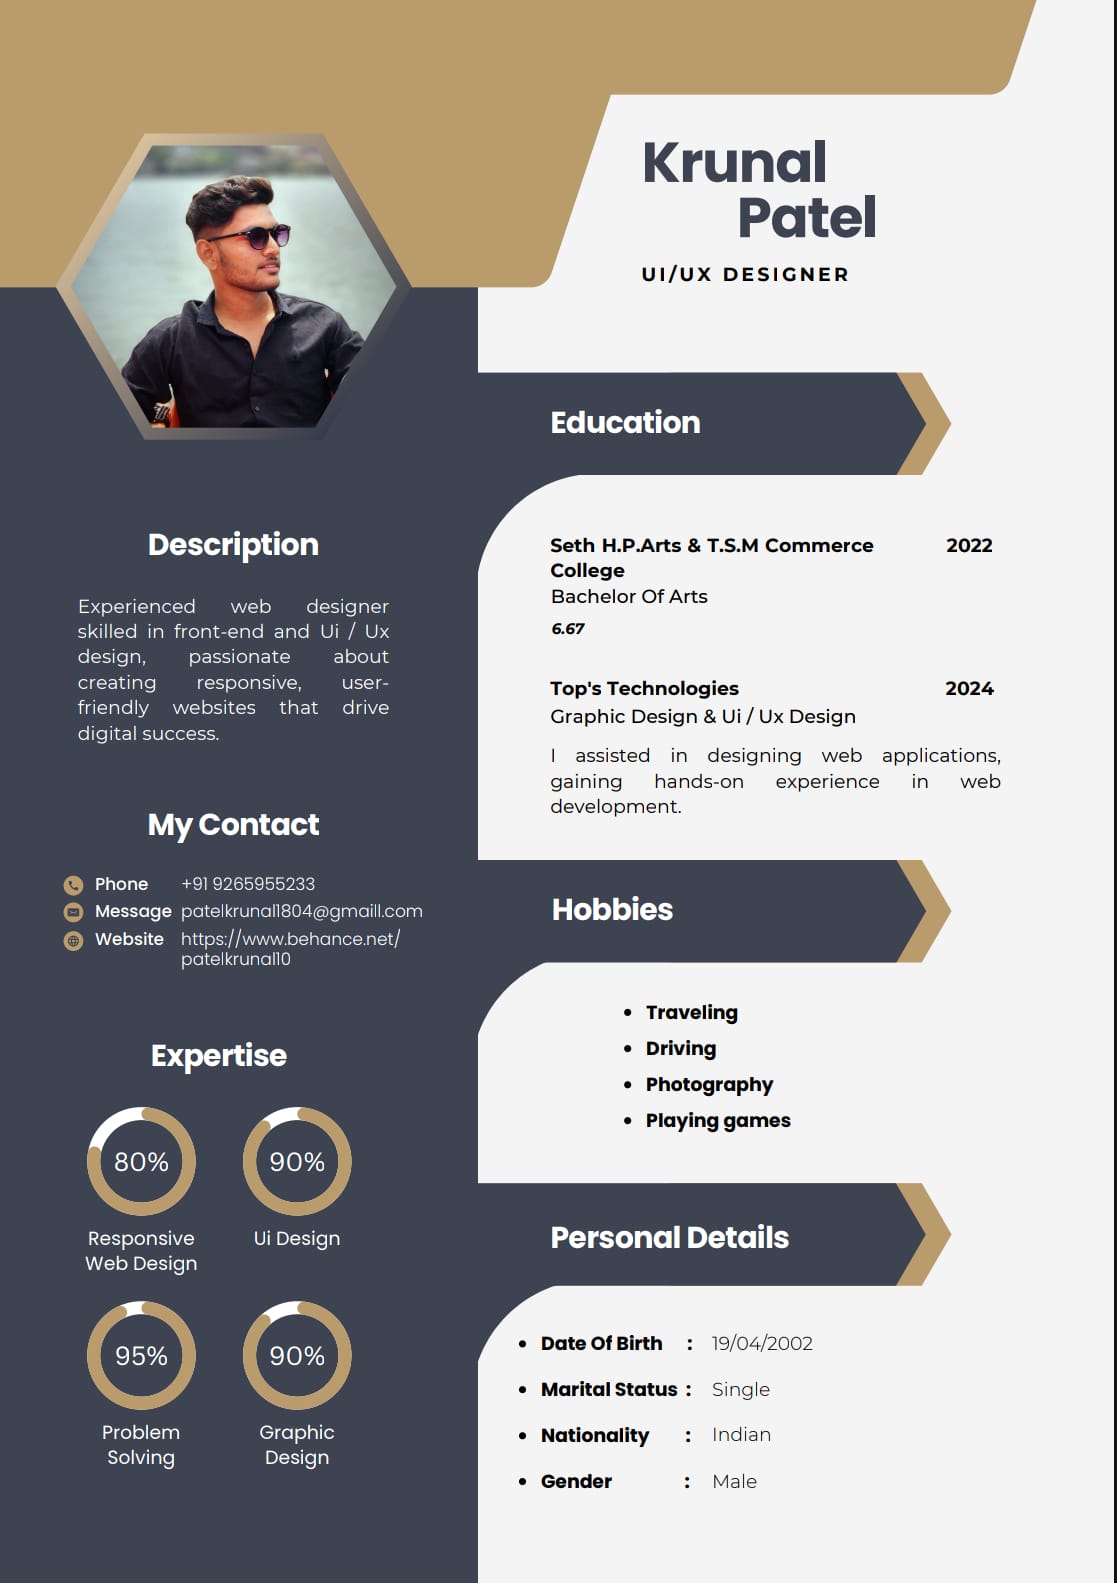 Krunal
Patel
UI/UX DESIGNER
Description
Experienced web designer
skilled in front-end and Ui / Ux
design, passionate about
creating responsive, user-
friendly websites that drive
digital success.
My Contact
Phone +91 9265955233
Message patelkrunal1804@gmaill.com
Website https://www.behance.net/
patelkrunal10
Expertise
80% 90%
Responsive Ui Design
Web Design
95% 90%
Problem Graphic
Solving Design
Education
Seth H.P.Arts & T.S.M Commerce 2022
College
Bachelor Of Arts
6.67
Top's Technologies 2024
Graphic Design & Ui / Ux Design
I assisted in designing web applications,
gaining hands-on experience in web
development.
Hobbies
• Traveling
• Driving
• Photography
• Playing games
Personal Details
• Date Of Birth : 19/04/2002
• Marital Status : Single
• Nationality : Indian
• Gender : Male